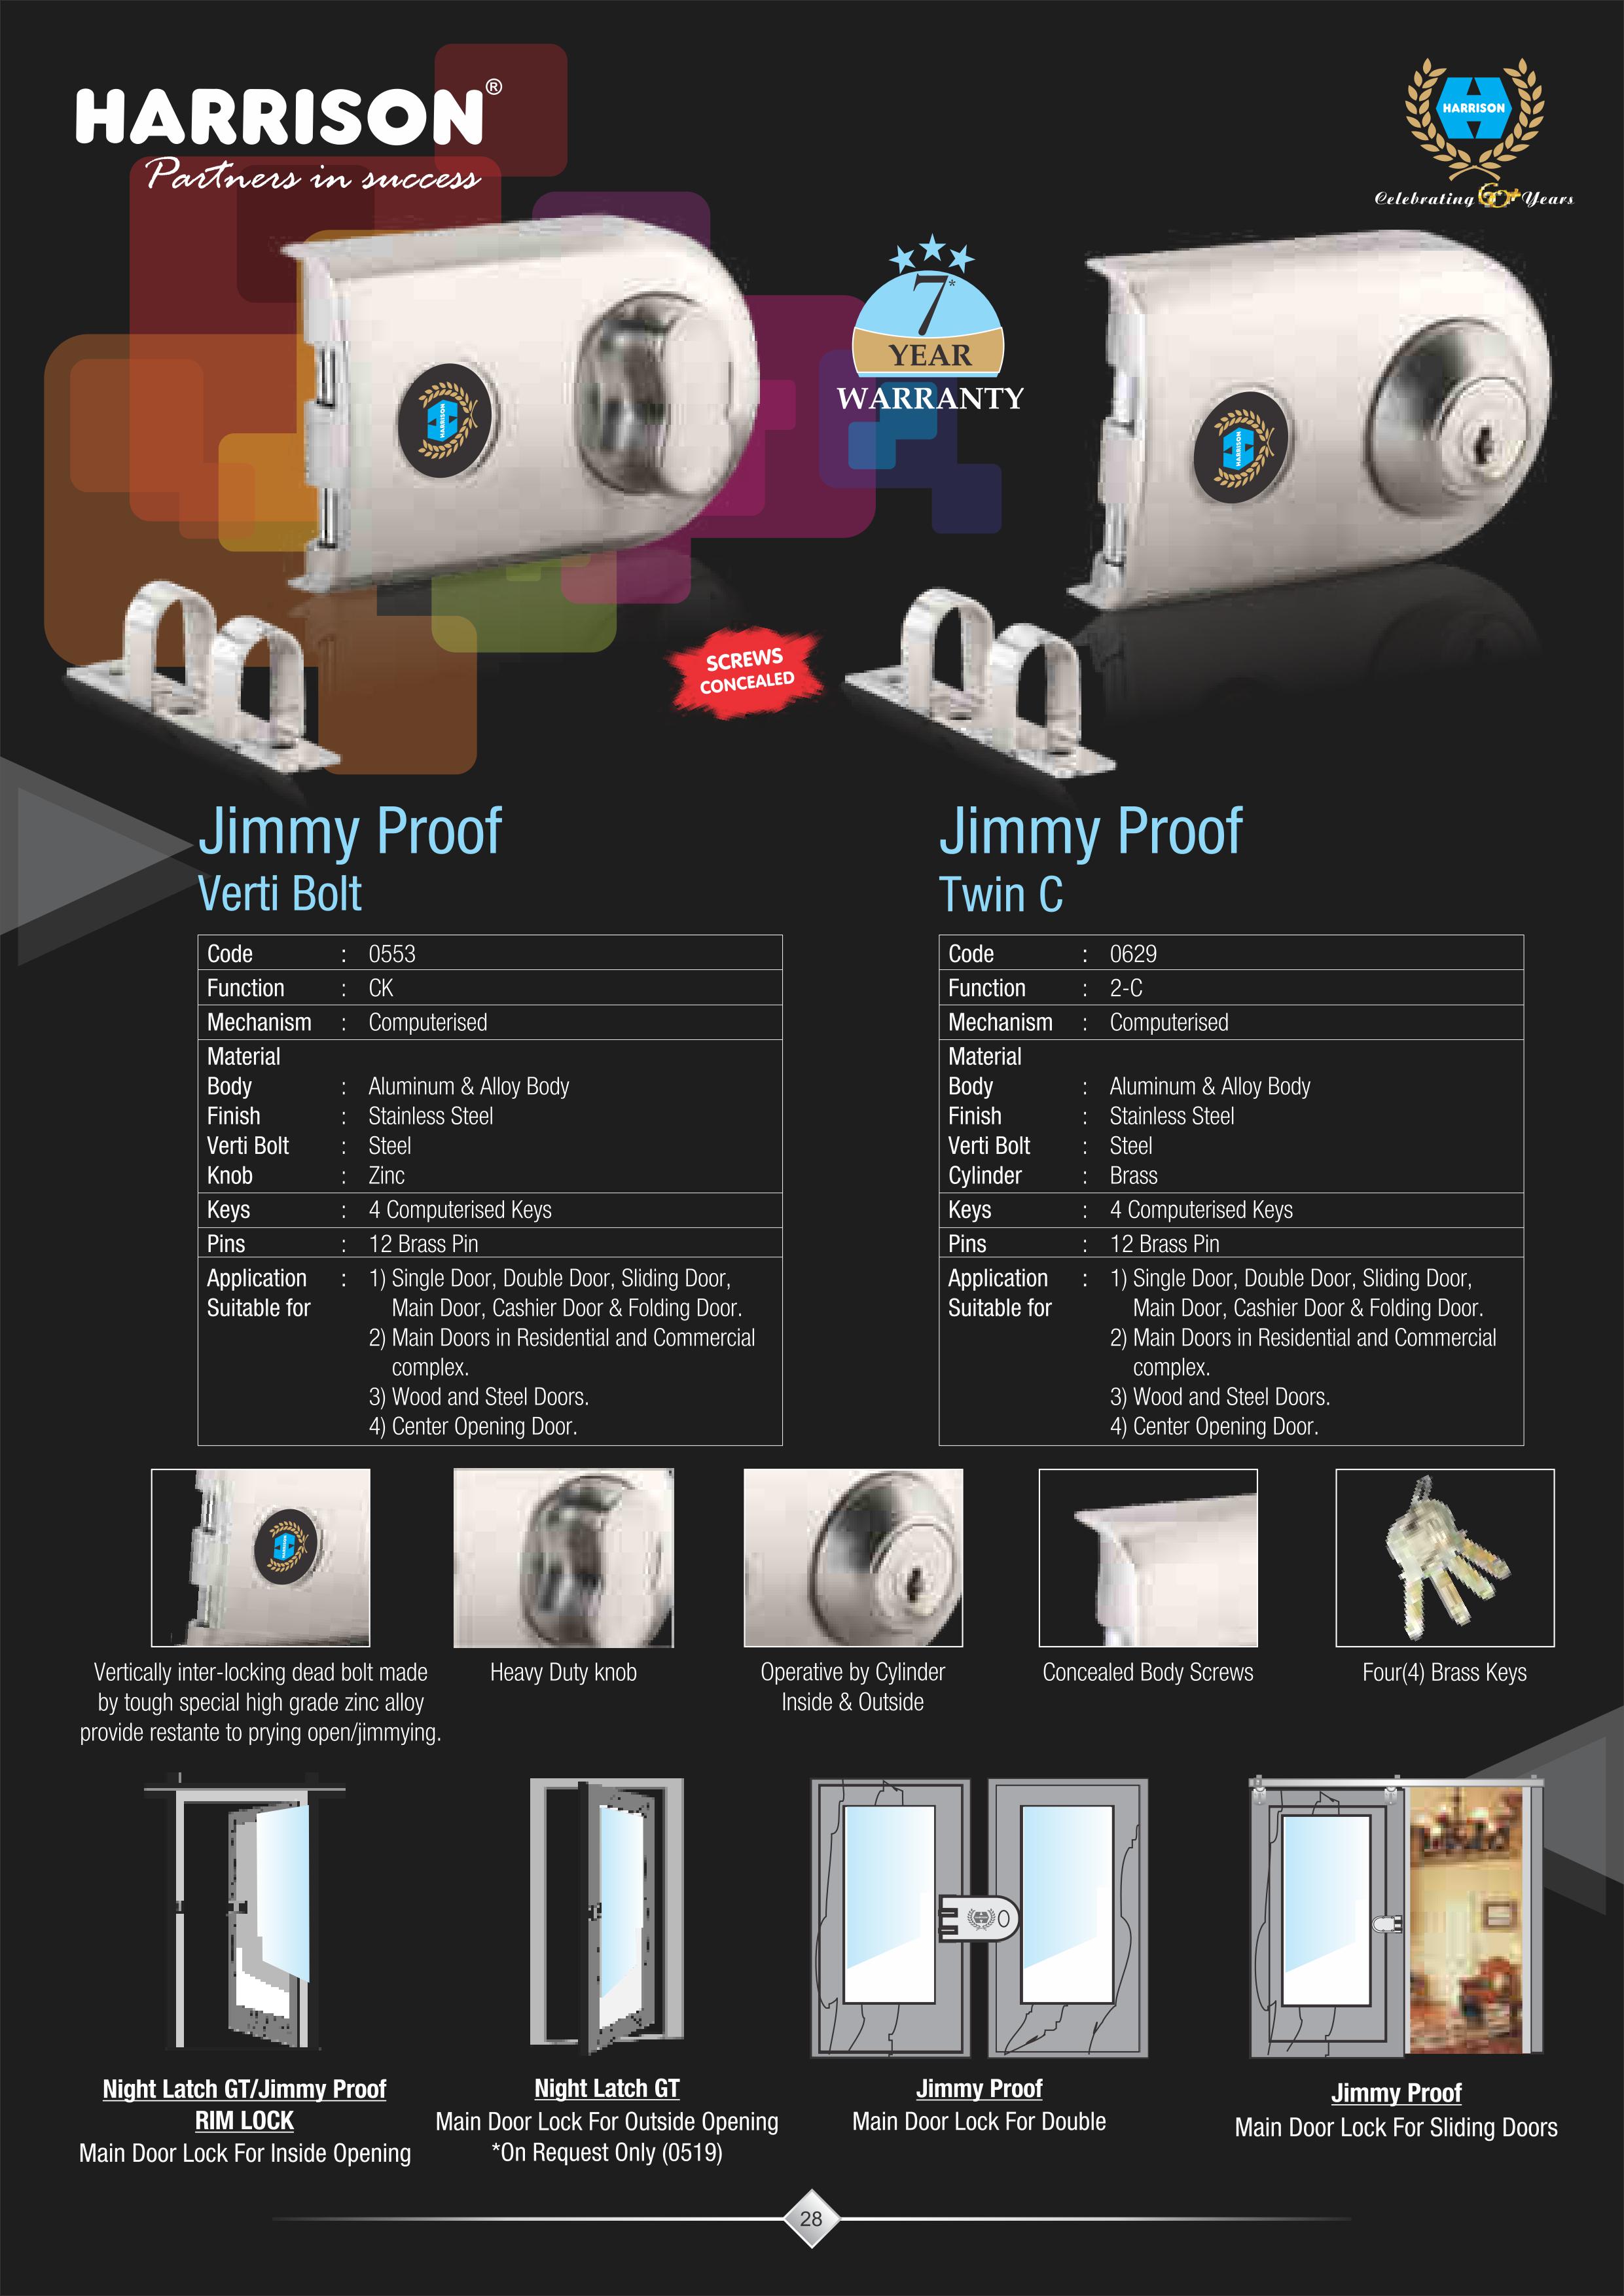 HARRISON®
Partners in success
HARRISON
Celebrating 60+ Years
7*
YEAR
WARRANTY
HARRISON
HARRISON
SCREWS
CONCEALED
Jimmy Proof
Verti Bolt
Code : 0553
Function : CK
Mechanism : Computerised
Material
Body : Aluminum & Alloy Body
Finish : Stainless Steel
Verti Bolt : Steel
Knob : Zinc
Keys : 4 Computerised Keys
Pins : 12 Brass Pin
Application : 1) Single Door, Double Door, Sliding Door,
Suitable for Main Door, Cashier Door & Folding Door.
2) Main Doors in Residential and Commercial
complex.
3) Wood and Steel Doors.
4) Center Opening Door.
Jimmy Proof
Twin C
Code : 0629
Function : 2-C
Mechanism : Computerised
Material
Body : Aluminum & Alloy Body
Finish : Stainless Steel
Verti Bolt : Steel
Cylinder : Brass
Keys : 4 Computerised Keys
Pins : 12 Brass Pin
Application : 1) Single Door, Double Door, Sliding Door,
Suitable for Main Door, Cashier Door & Folding Door.
2) Main Doors in Residential and Commercial
complex.
3) Wood and Steel Doors.
4) Center Opening Door.
HARRISON
Vertically inter-locking dead bolt made
by tough special high grade zinc alloy
provide restante to prying open/jimmying.
Heavy Duty knob
Operative by Cylinder
Inside & Outside
Concealed Body Screws
Four(4) Brass Keys
Night Latch GT/Jimmy Proof
RIM LOCK
Main Door Lock For Inside Opening
Night Latch GT
Main Door Lock For Outside Opening
*On Request Only (0519)
Jimmy Proof
Main Door Lock For Double
Jimmy Proof
Main Door Lock For Sliding Doors
28